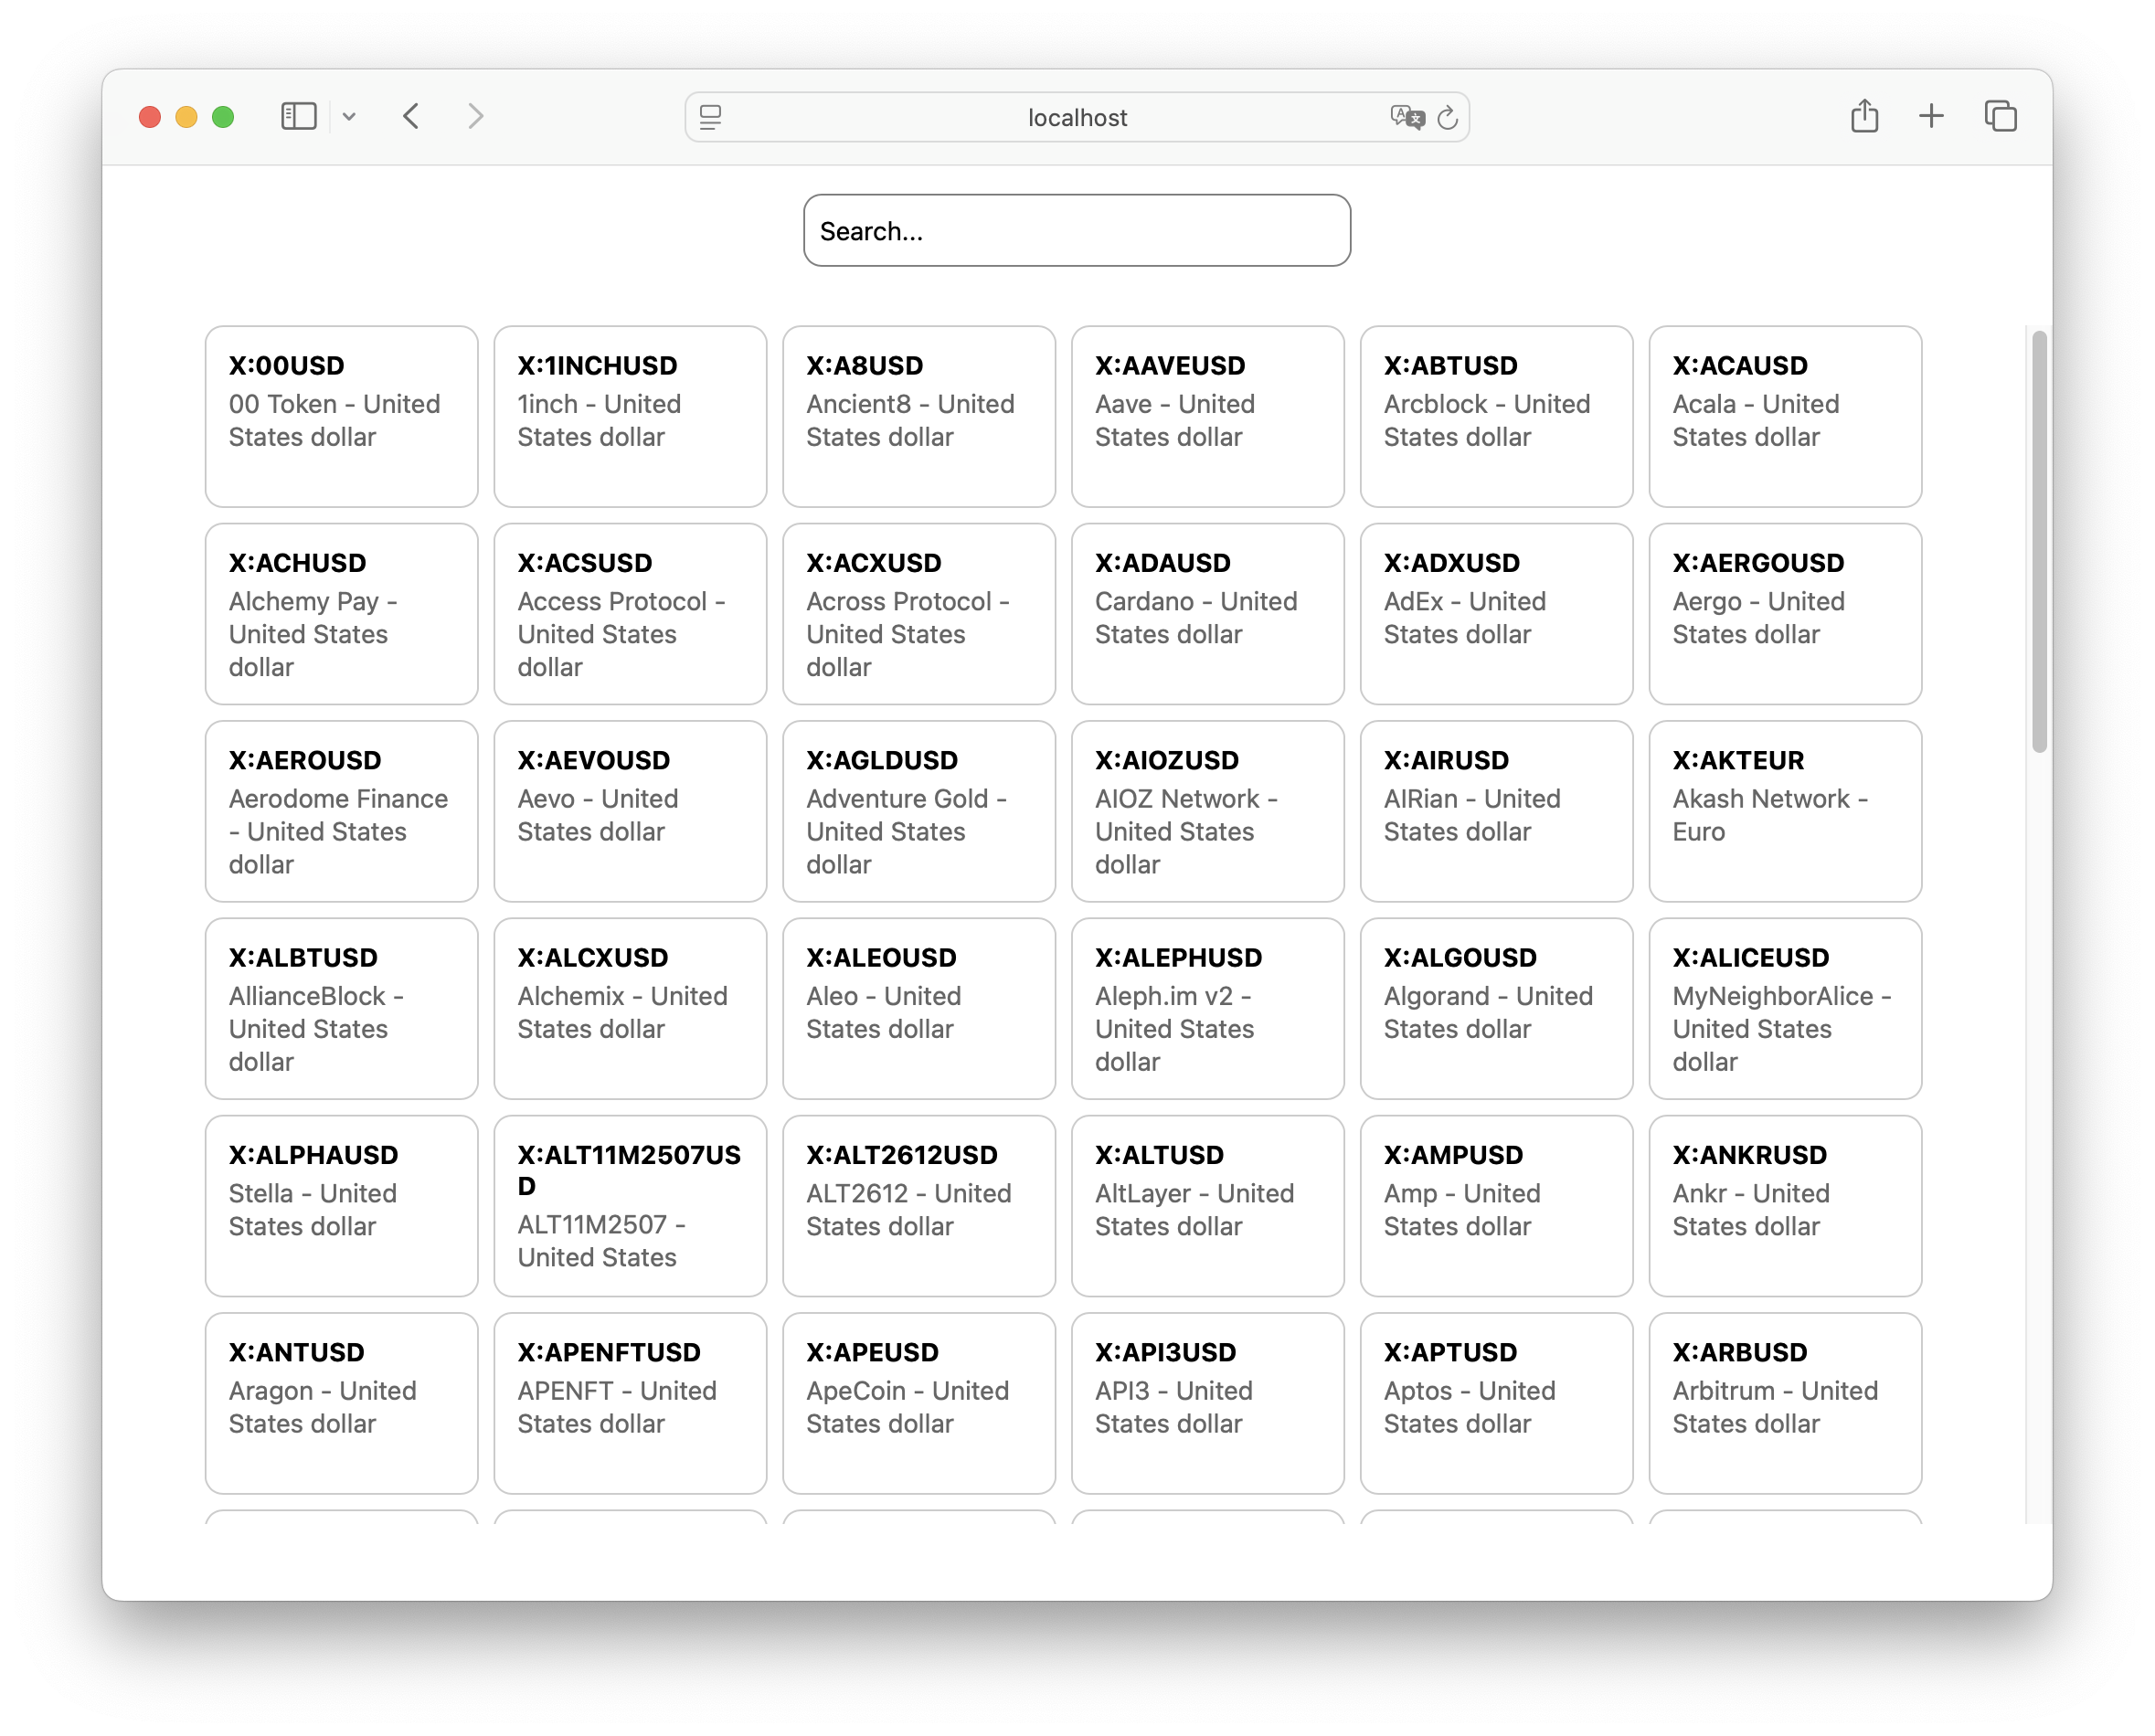 localhost
Search...
X:00USD
00 Token - United
States dollar
X:1INCHUSD
1inch - United
States dollar
X:A8USD
Ancient8 - United
States dollar
X:AAVEUSD
Aave - United
States dollar
X:ABTUSD
Arcblock - United
States dollar
X:ACAUSD
Acala - United
States dollar
X:ACHUSD
Alchemy Pay -
United States
dollar
X:ACSUSD
Access Protocol -
United States
dollar
X:ACXUSD
Across Protocol -
United States
dollar
X:ADAUSD
Cardano - United
States dollar
X:ADXUSD
AdEx - United
States dollar
X:AERGOUSD
Aergo - United
States dollar
X:AEROUSD
Aerodome Finance
- United States
dollar
X:AEVOUSD
Aevo - United
States dollar
X:AGLDUSD
Adventure Gold -
United States
dollar
X:AIOZUSD
AIOZ Network -
United States
dollar
X:AIRUSD
AIRian - United
States dollar
X:AKTEUR
Akash Network -
Euro
X:ALBTUSD
AllianceBlock -
United States
dollar
X:ALCXUSD
Alchemix - United
States dollar
X:ALEOUSD
Aleo - United
States dollar
X:ALEPHUSD
Aleph.im v2 -
United States
dollar
X:ALGOUSD
Algorand - United
States dollar
X:ALICEUSD
MyNeighborAlice -
United States
dollar
X:ALPHAUSD
Stella - United
States dollar
X:ALT11M2507US
D
ALT11M2507 -
United States
X:ALT2612USD
ALT2612 - United
States dollar
X:ALTUSD
AltLayer - United
States dollar
X:AMPUSD
Amp - United
States dollar
X:ANKRUSD
Ankr - United
States dollar
X:ANTUSD
Aragon - United
States dollar
X:APENFTUSD
APENFT - United
States dollar
X:APEUSD
ApeCoin - United
States dollar
X:API3USD
API3 - United
States dollar
X:APTUSD
Aptos - United
States dollar
X:ARBUSD
Arbitrum - United
States dollar